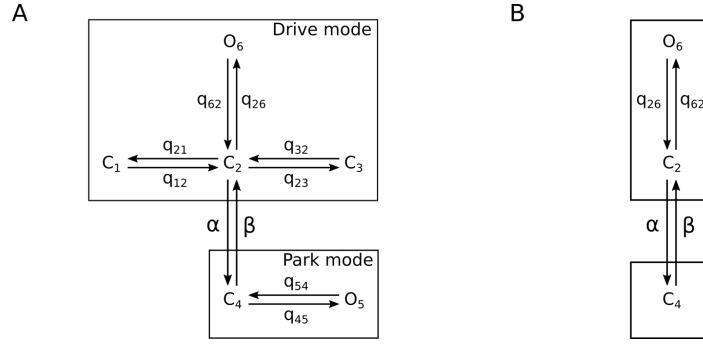 A
Drive mode
O6
q62 q26
q21 q32
C1 C2 C3
q12 q23
α β
Park mode
q54
C4 O5
q45
B
O6
q26 q62
C2
α β
C4